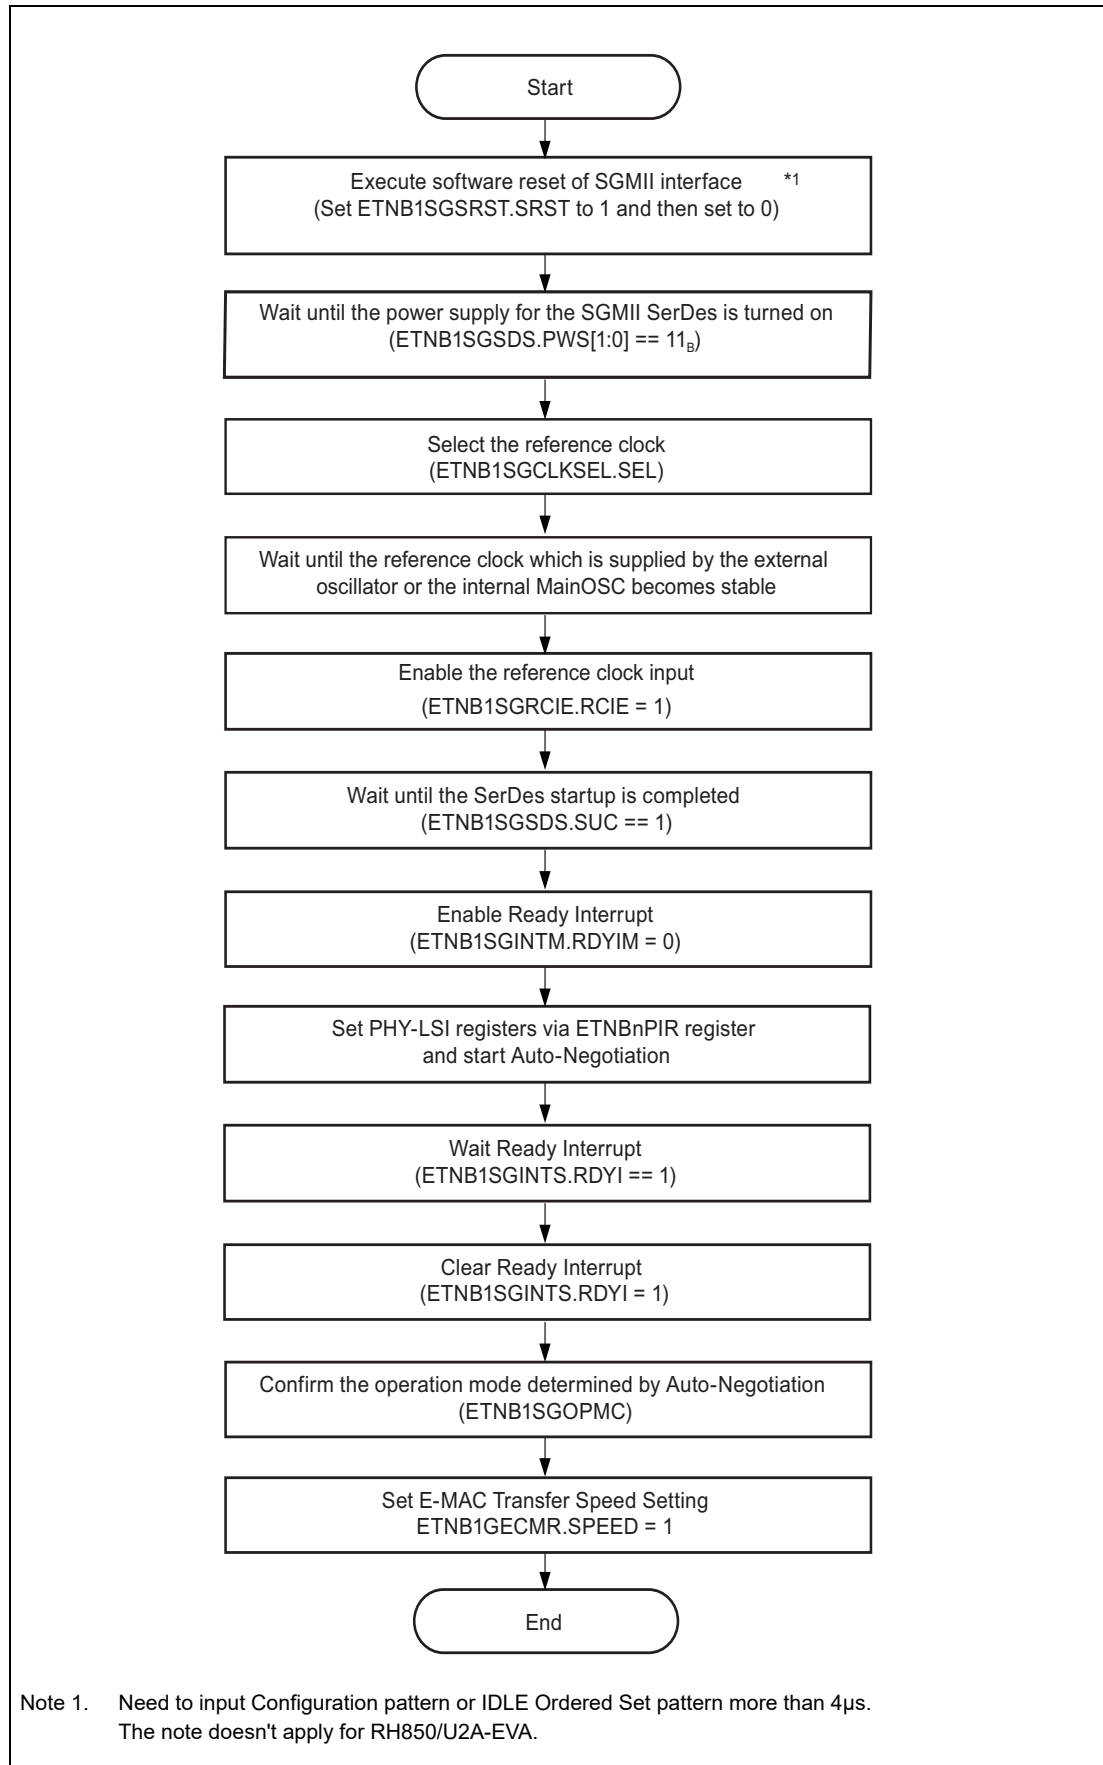 Start
Execute software reset of SGMII interface *1
(Set ETNB1SGSRST.SRST to 1 and then set to 0)
Wait until the power supply for the SGMII SerDes is turned on
(ETNB1SGSDS.PWS[1:0] == 11B)
Select the reference clock
(ETNB1SGCLKSEL.SEL)
Wait until the reference clock which is supplied by the external
oscillator or the internal MainOSC becomes stable
Enable the reference clock input
(ETNB1SGRCIE.RCIE = 1)
Wait until the SerDes startup is completed
(ETNB1SGSDS.SUC == 1)
Enable Ready Interrupt
(ETNB1SGINTM.RDYIM = 0)
Set PHY-LSI registers via ETNBnPIR register
and start Auto-Negotiation
Wait Ready Interrupt
(ETNB1SGINTS.RDYI == 1)
Clear Ready Interrupt
(ETNB1SGINTS.RDYI = 1)
Confirm the operation mode determined by Auto-Negotiation
(ETNB1SGOPMC)
Set E-MAC Transfer Speed Setting
ETNB1GECMR.SPEED = 1
End
Note 1. Need to input Configuration pattern or IDLE Ordered Set pattern more than 4μs.
The note doesn't apply for RH850/U2A-EVA.